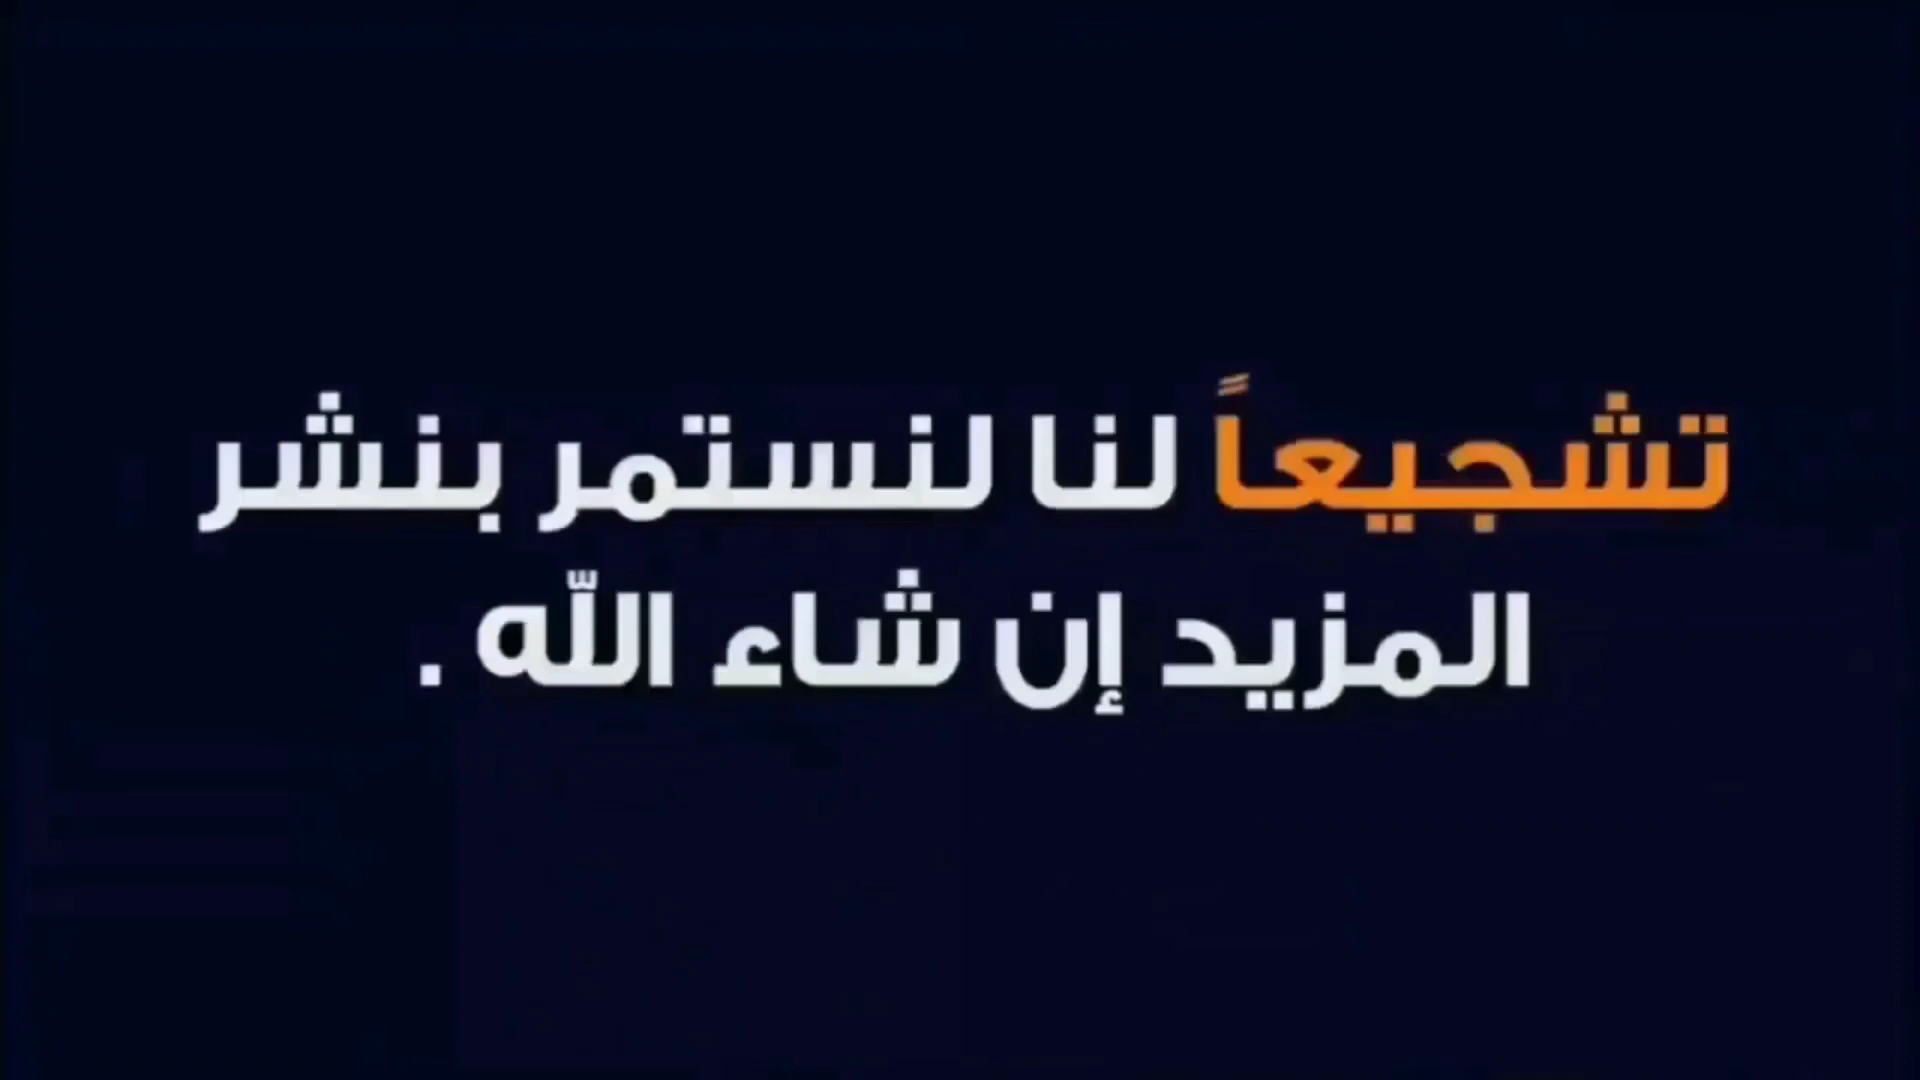 تشجيعاً لنا لنستمر بنشر
المزيد إن شاء اللّه .